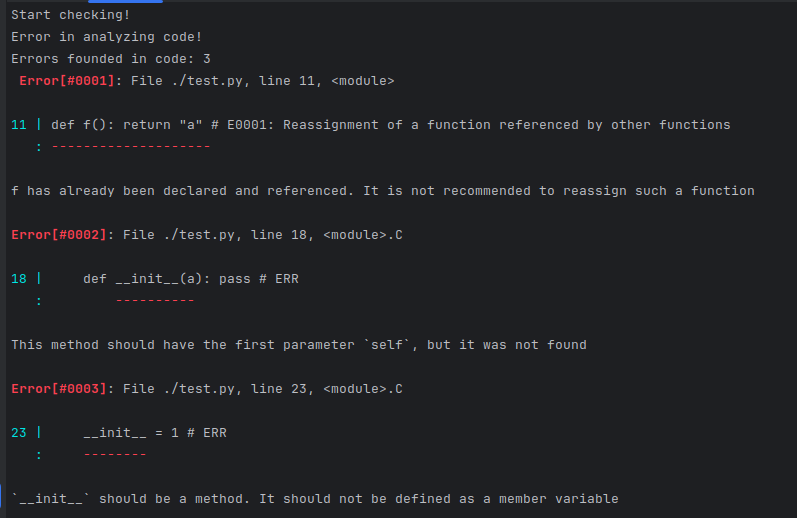 Start checking!
Error in analyzing code!
Errors founded in code: 3
Error[#0001]: File ./test.py, line 11, <module>
11 | def f(): return "a" # E0001: Reassignment of a function referenced by other functions
: --------------------
f has already been declared and referenced. It is not recommended to reassign such a function
Error[#0002]: File ./test.py, line 18, <module>.C
18 |     def __init__(a): pass # ERR
:         ----------
This method should have the first parameter `self`, but it was not found
Error[#0003]: File ./test.py, line 23, <module>.C
23 |     __init__ = 1 # ERR
:     --------
`__init__` should be a method. It should not be defined as a member variable